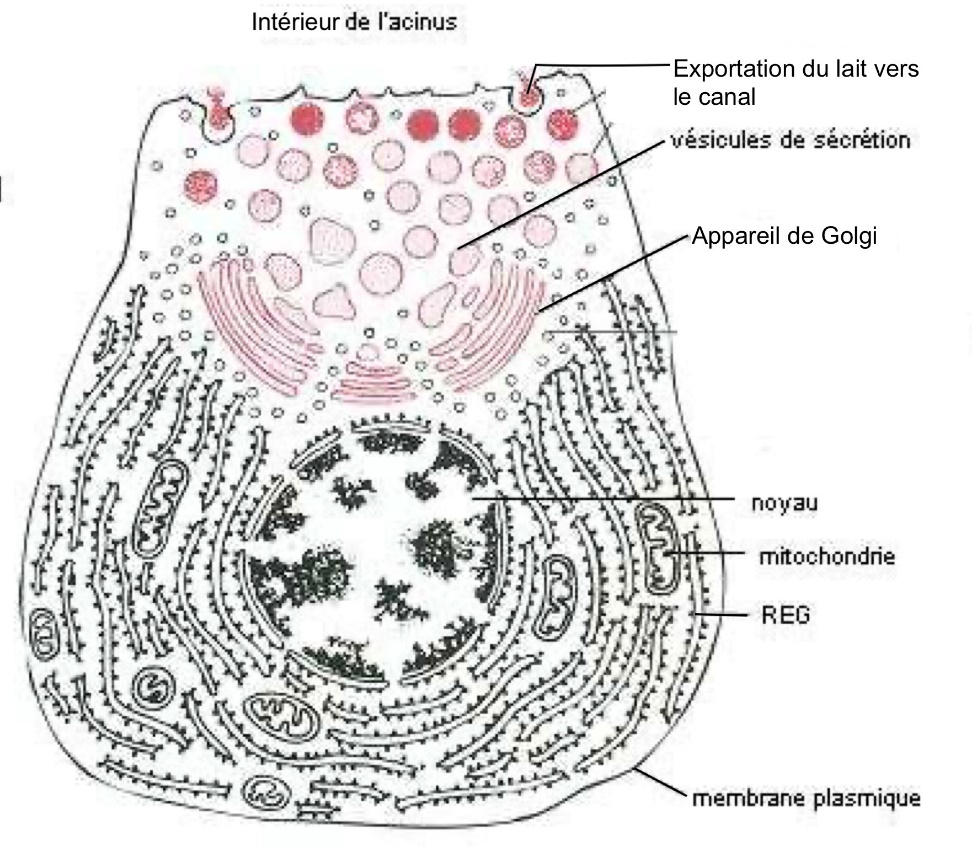 Intérieur de l'acinus
Exportation du lait vers
le canal
vésicules de sécrétion
Appareil de Golgi
noyau
mitochondrie
REG
membrane plasmique